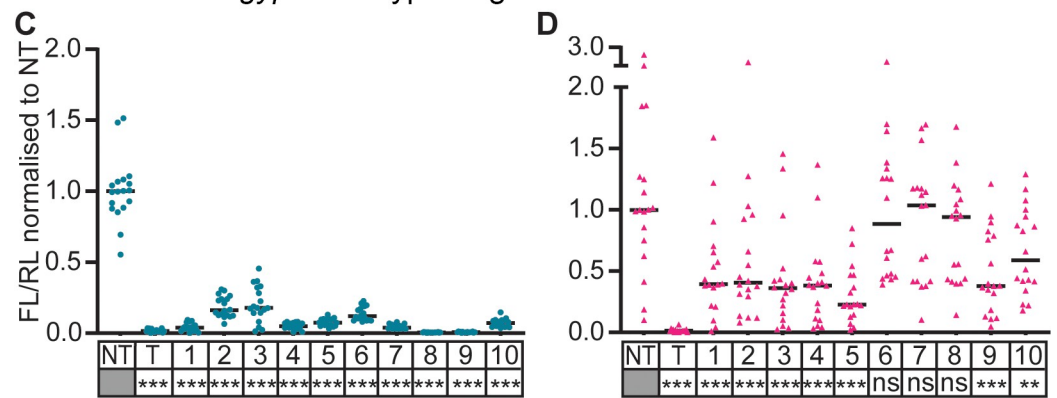 C
FL/RL normalised to NT
2.0
1.5
1.0
0.5
0.0
NT T 1 2 3 4 5 6 7 8 9 10
*** *** *** *** *** *** *** *** *** *** ***
D
3.0
2.0
1.5
1.0
0.5
0.0
NT T 1 2 3 4 5 6 7 8 9 10
*** *** *** *** *** *** ns ns ns *** **